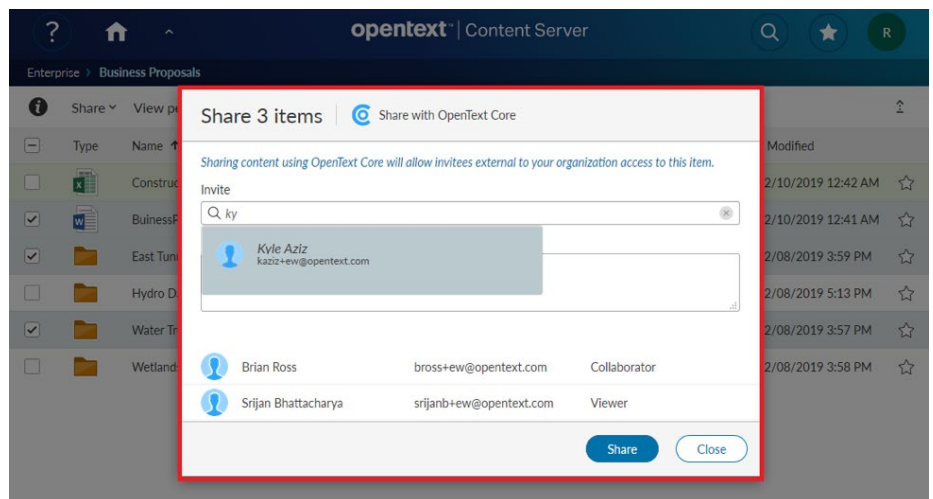 ?
opentext™ | Content Server
R
Enterprise > Business Proposals
Share
View pe
Type
Name
Modified
Construc
2/10/2019 12:42 AM
BuinessP
2/10/2019 12:41 AM
East Tun
2/08/2019 3:59 PM
Hydro D
2/08/2019 5:13 PM
Water Tr
2/08/2019 3:57 PM
Wetland
2/08/2019 3:58 PM
Share 3 items
Share with OpenText Core
Sharing content using OpenText Core will allow invitees external to your organization access to this item.
Invite
ky
Kyle Aziz
kaziz+ew@opentext.com
Brian Ross bross+ew@opentext.com Collaborator
Srijan Bhattacharya srijanb+ew@opentext.com Viewer
Share Close